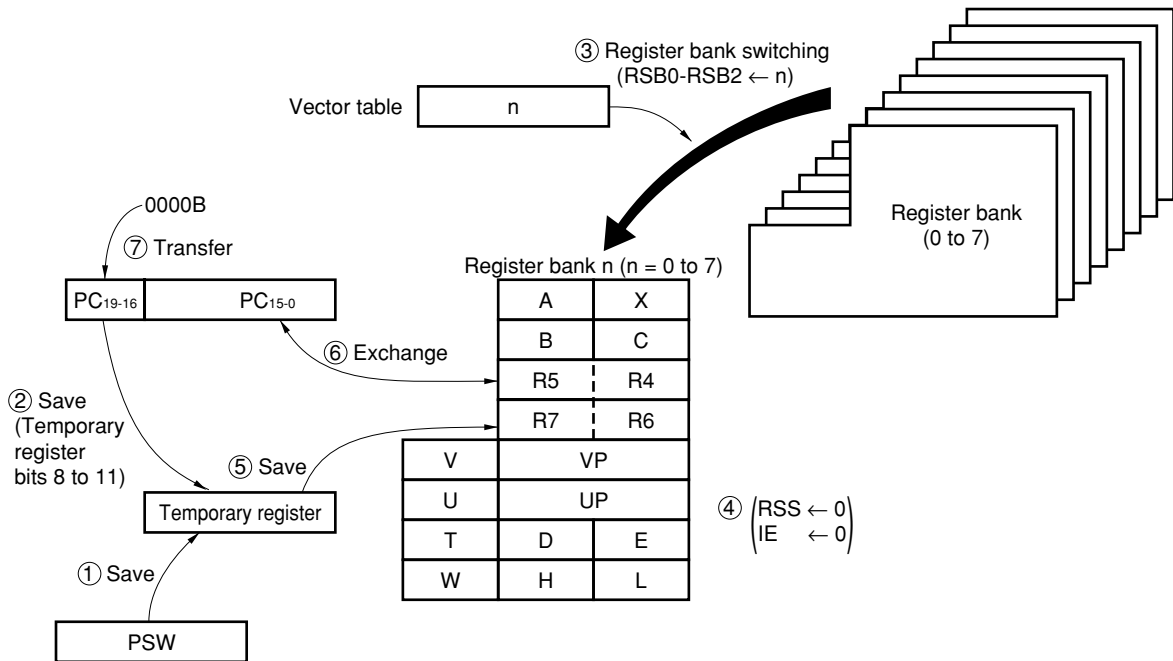 ③ Register bank switching
(RSB0-RSB2 ← n)
Vector table
n
Register bank
(0 to 7)
0000B
⑦ Transfer
Register bank n (n = 0 to 7)
PC19-16
PC15-0
A
X
B
C
⑥ Exchange
R5
R4
R7
R6
② Save
(Temporary
register
bits 8 to 11)
⑤ Save
V
VP
U
UP
Temporary register
④
RSS ← 0
IE ← 0
T
D
E
W
H
L
① Save
PSW